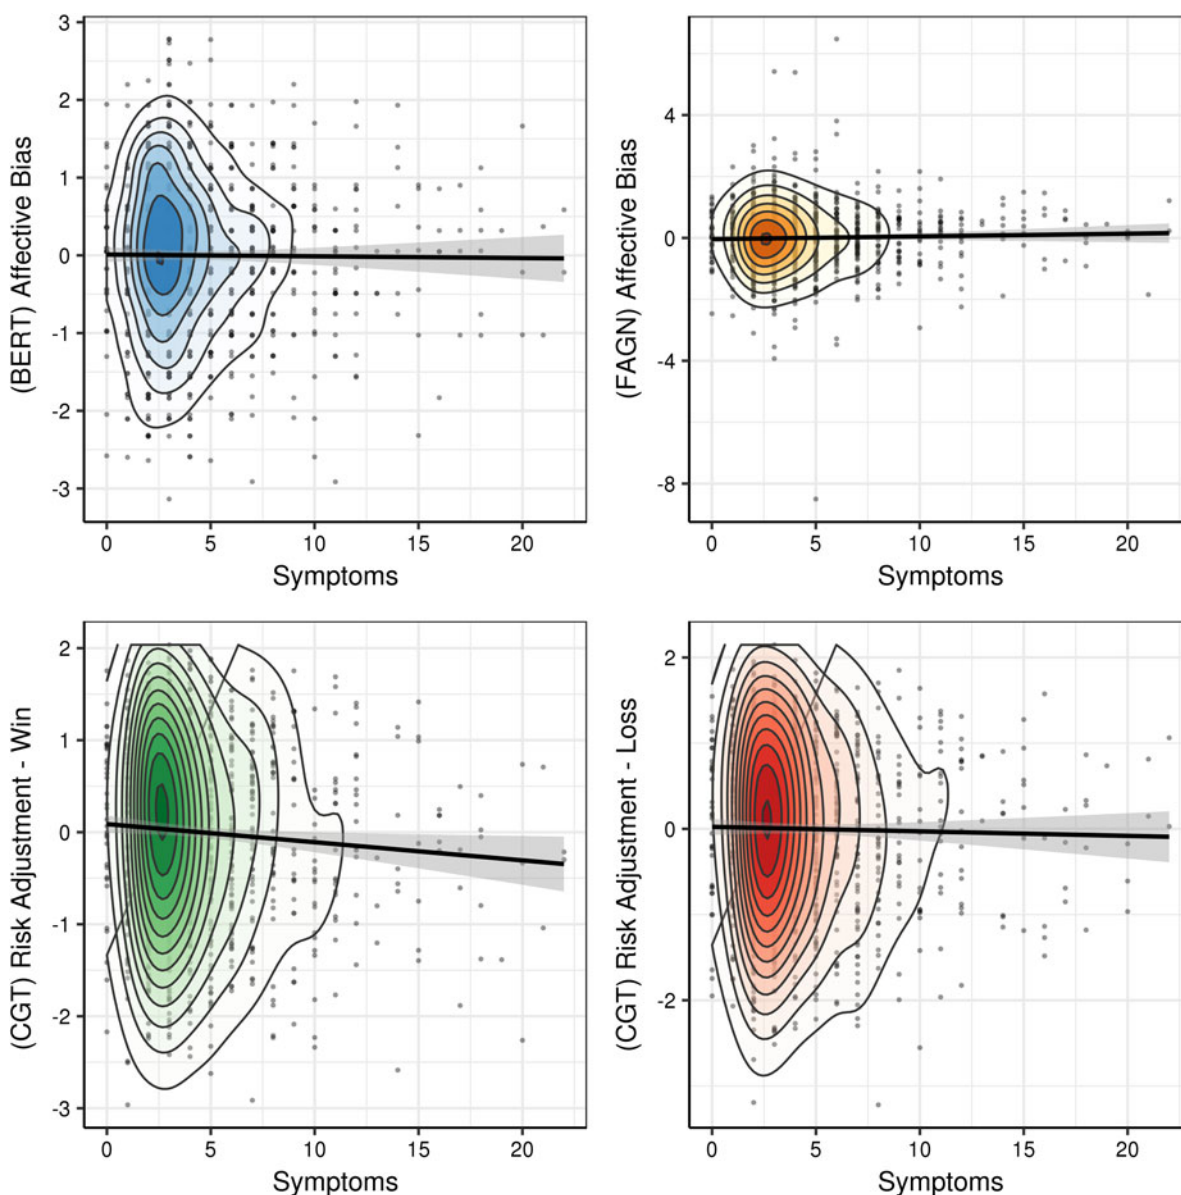 (BERT) Affective Bias
3
2
1
0
-1
-2
-3
0 5 10 15 20
Symptoms
(FAGN) Affective Bias
4
0
-4
-8
0 5 10 15 20
Symptoms
(CGT) Risk Adjustment - Win
2
1
0
-1
-2
-3
0 5 10 15 20
Symptoms
(CGT) Risk Adjustment - Loss
2
0
-2
0 5 10 15 20
Symptoms